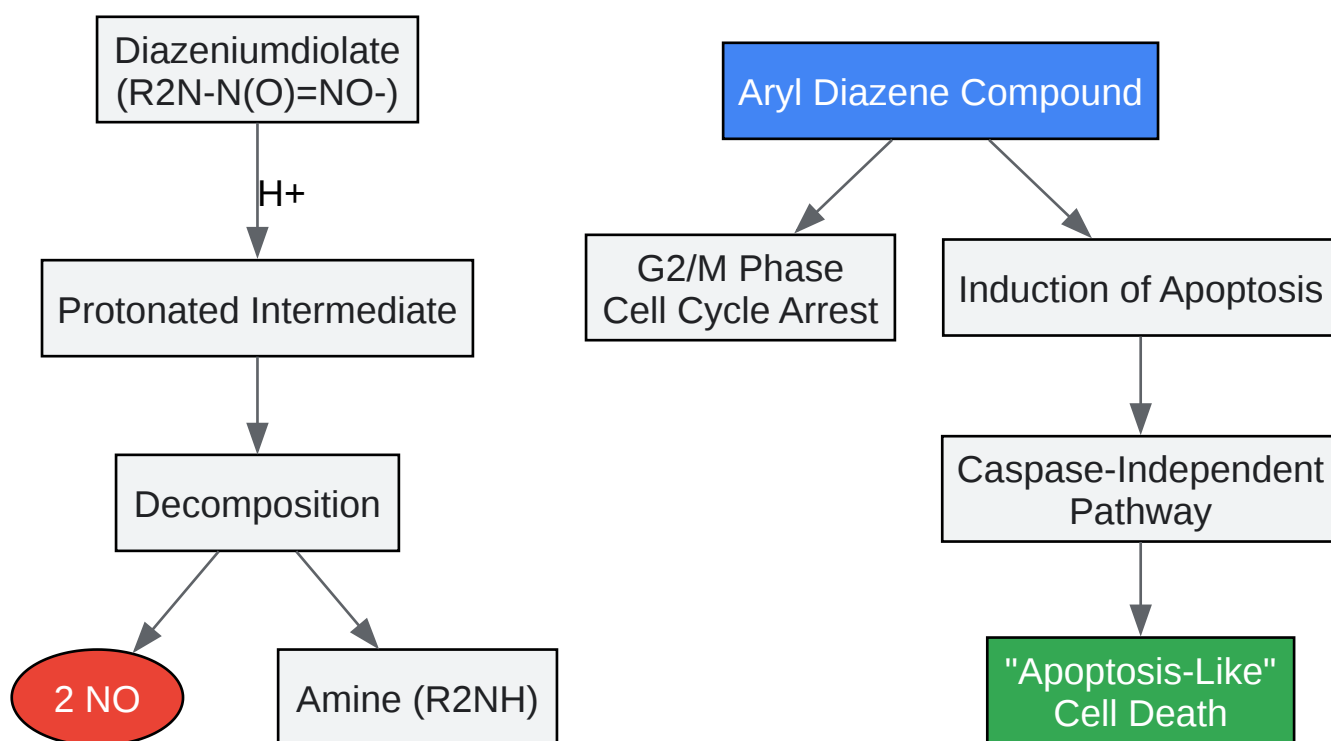 Diazeniumdiolate
(R2N-N(O)=NO-)
H+
Protonated Intermediate
Decomposition
2 NO
Amine (R2NH)
Aryl Diazene Compound
G2/M Phase
Cell Cycle Arrest
Induction of Apoptosis
Caspase-Independent
Pathway
"Apoptosis-Like"
Cell Death